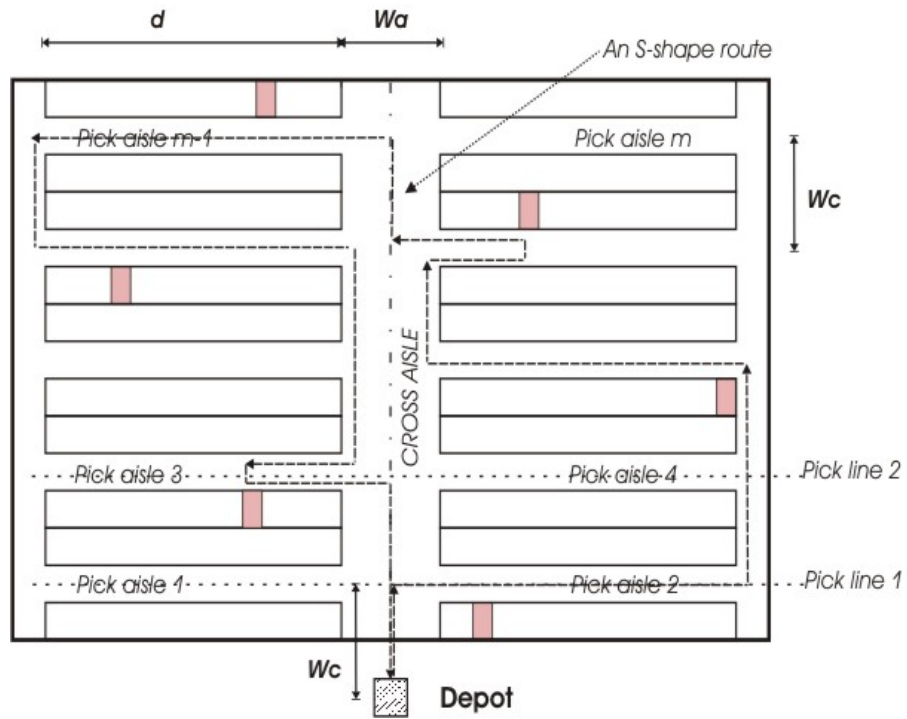 d
Wa
An S-shape route
Pick aisle m-1
Pick aisle m
Wc
CROSS AISLE
Pick aisle 3
Pick aisle 4
Pick line 2
Pick aisle 1
Pick aisle 2
Pick line 1
Wc
Depot